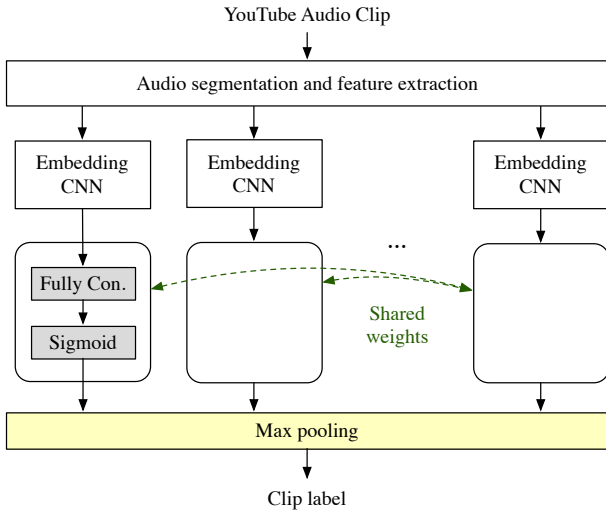 YouTube Audio Clip
Audio segmentation and feature extraction
Embedding
CNN
Embedding
CNN
Embedding
CNN
...
Fully Con.
Sigmoid
Shared
weights
Max pooling
Clip label